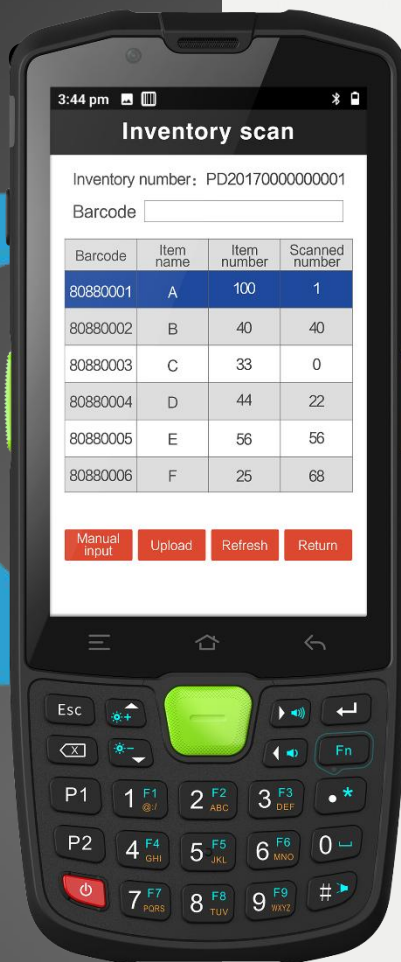 3:44 pm
Inventory scan
Inventory number: PD20170000000001
Barcode
Barcode Item name Item number Scanned number
80880001 A 100 1
80880002 B 40 40
80880003 C 33 0
80880004 D 44 22
80880005 E 56 56
80880006 F 25 68
Manual input Upload Refresh Return
Esc
Fn
P1 1 F1 @:/ 2 F2 ABC 3 F3 DEF . *
P2 4 F4 GHI 5 F5 JKL 6 F6 MNO 0
7 F7 PQRS 8 F8 TUV 9 F9 WXYZ #